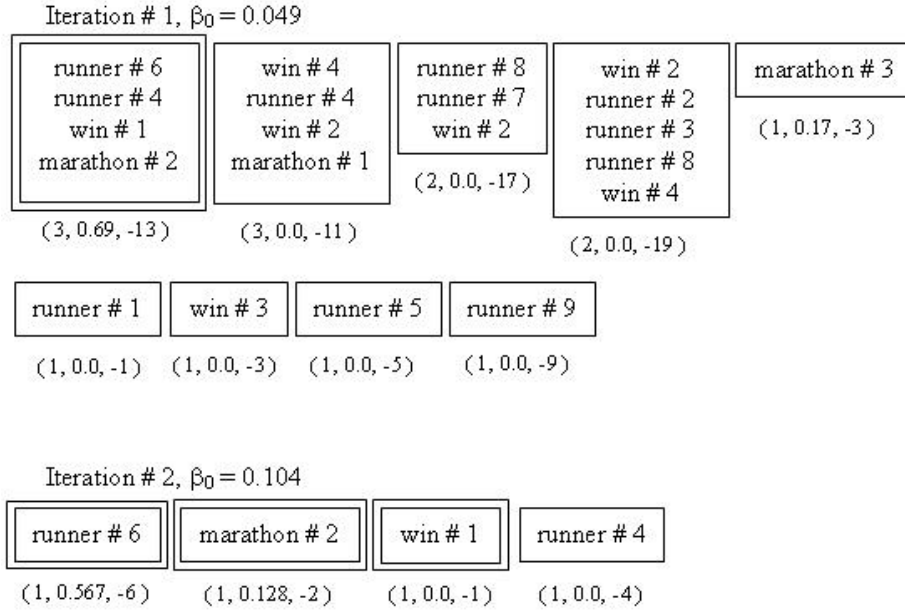 Iteration # 1, β0 = 0.049
runner # 6
runner # 4
win # 1
marathon # 2
(3, 0.69, -13)
win # 4
runner # 4
win # 2
marathon # 1
(3, 0.0, -11)
runner # 8
runner # 7
win # 2
(2, 0.0, -17)
win # 2
runner # 2
runner # 3
runner # 8
win # 4
(2, 0.0, -19)
marathon # 3
(1, 0.17, -3)
runner # 1
(1, 0.0, -1)
win # 3
(1, 0.0, -3)
runner # 5
(1, 0.0, -5)
runner # 9
(1, 0.0, -9)
Iteration # 2, β0 = 0.104
runner # 6
(1, 0.567, -6)
marathon # 2
(1, 0.128, -2)
win # 1
(1, 0.0, -1)
runner # 4
(1, 0.0, -4)